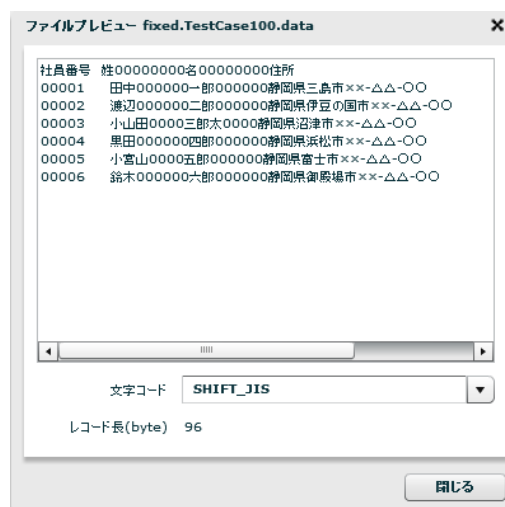 ファイルプレビュー fixed.TestCase100.data
社員番号 姓00000000名00000000住所
00001 田中000000一郎000000静岡県三島市××-△△-○○
00002 渡辺000000二郎000000静岡県伊豆の国市××-△△-○○
00003 小山田0000三郎太0000静岡県沼津市××-△△-○○
00004 黒田000000四郎000000静岡県浜松市××-△△-○○
00005 小宮山0000五郎000000静岡県富士市××-△△-○○
00006 鈴木000000六郎000000静岡県御殿場市××-△△-○○
文字コード SHIFT_JIS
レコード長(byte) 96
閉じる